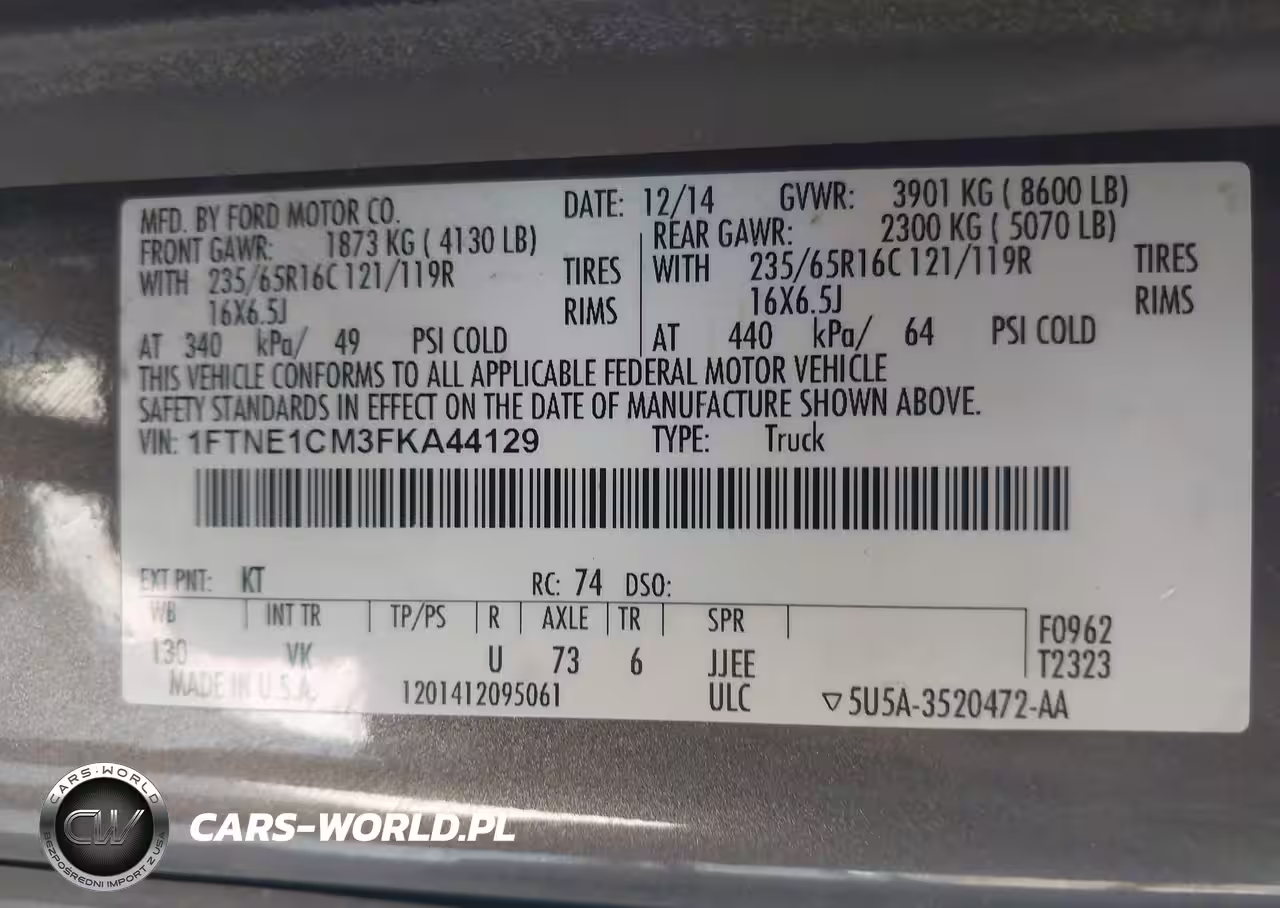 MFD. BY FORD MOTOR CO. DATE: 12/14 GVWR: 3901 KG ( 8600 LB)
FRONT GAWR: 1873 KG ( 4130 LB) REAR GAWR: 2300 KG ( 5070 LB)
WITH 235/65R16C 121/119R TIRES WITH 235/65R16C 121/119R TIRES
16X6.5J RIMS 16X6.5J RIMS
AT 340 kPa/ 49 PSI COLD AT 440 kPa/ 64 PSI COLD
THIS VEHICLE CONFORMS TO ALL APPLICABLE FEDERAL MOTOR VEHICLE
SAFETY STANDARDS IN EFFECT ON THE DATE OF MANUFACTURE SHOWN ABOVE.
VIN: 1FTNE1CM3FKA44129 TYPE: Truck
EXT PNT: KT RC: 74 DSO:
WB INT TR TP/PS R AXLE TR SPR F0962
130 VK U 73 6 JJEE T2323
MADE IN U.S.A. 1201412095061 ULC ▽5U5A-3520472-AA
CARS-WORLD
CW
BEZPOŚREDNI IMPORT Z USA
CARS-WORLD.PL